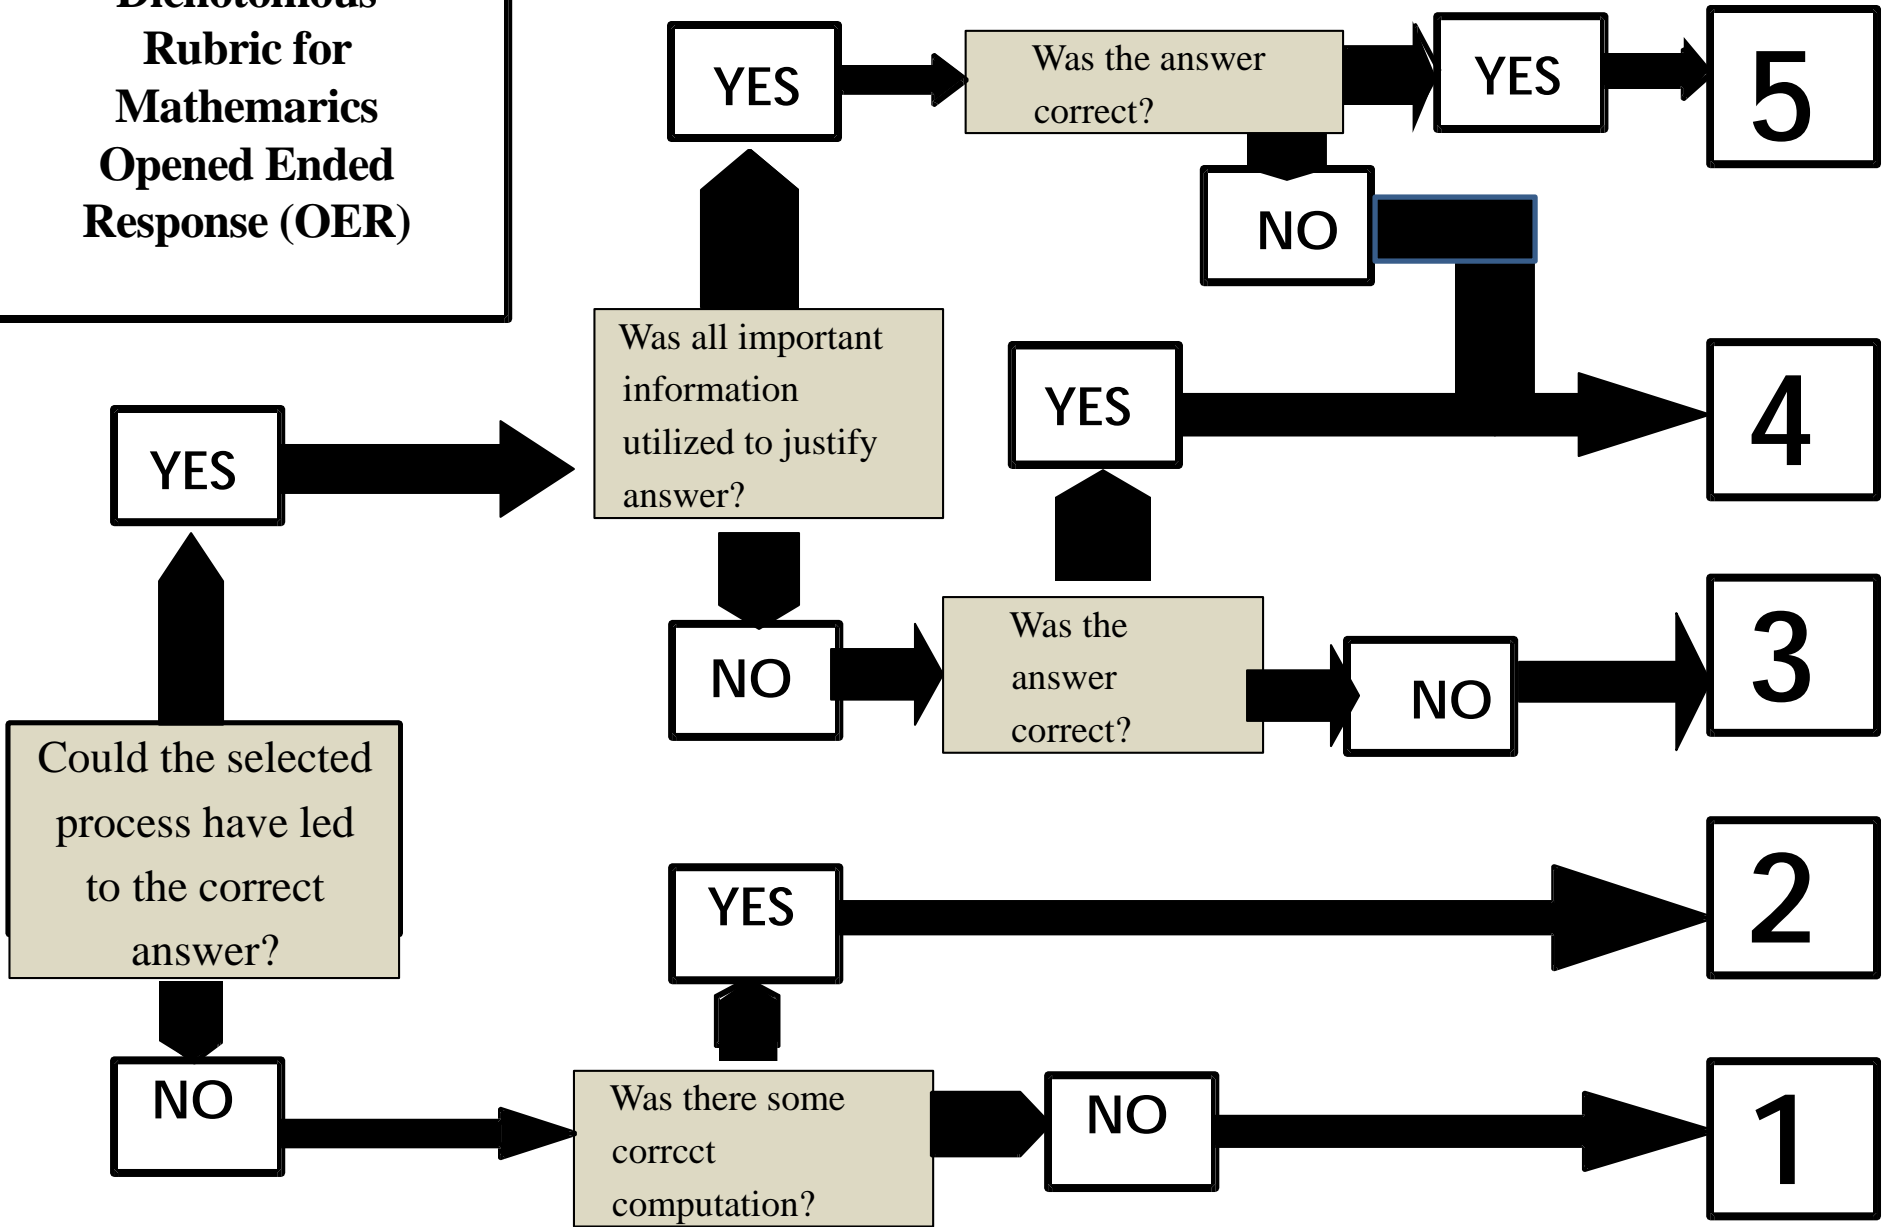 Dichotomous
Rubric for
Mathemarics
Opened Ended
Response (OER)
YES
Was the answer
correct?
YES
5
NO
Was all important
information
utilized to justify
answer?
YES
4
YES
NO
Was the
answer
correct?
NO
3
Could the selected
process have led
to the correct
answer?
YES
2
NO
Was there some
corrcct
computation?
NO
1